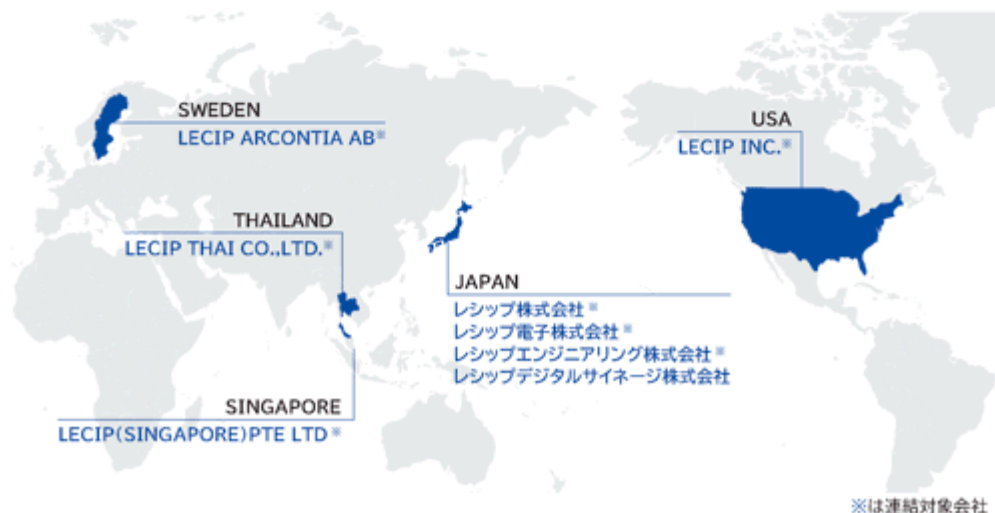 SWEDEN
LECIP ARCONTIA AB※
USA
LECIP INC.※
THAILAND
LECIP THAI CO.,LTD.※
JAPAN
レシップ株式会社※
レシップ電子株式会社※
レシップエンジニアリング株式会社※
レシップデジタルサイネージ株式会社
SINGAPORE
LECIP(SINGAPORE)PTE LTD※
※は連結対象会社